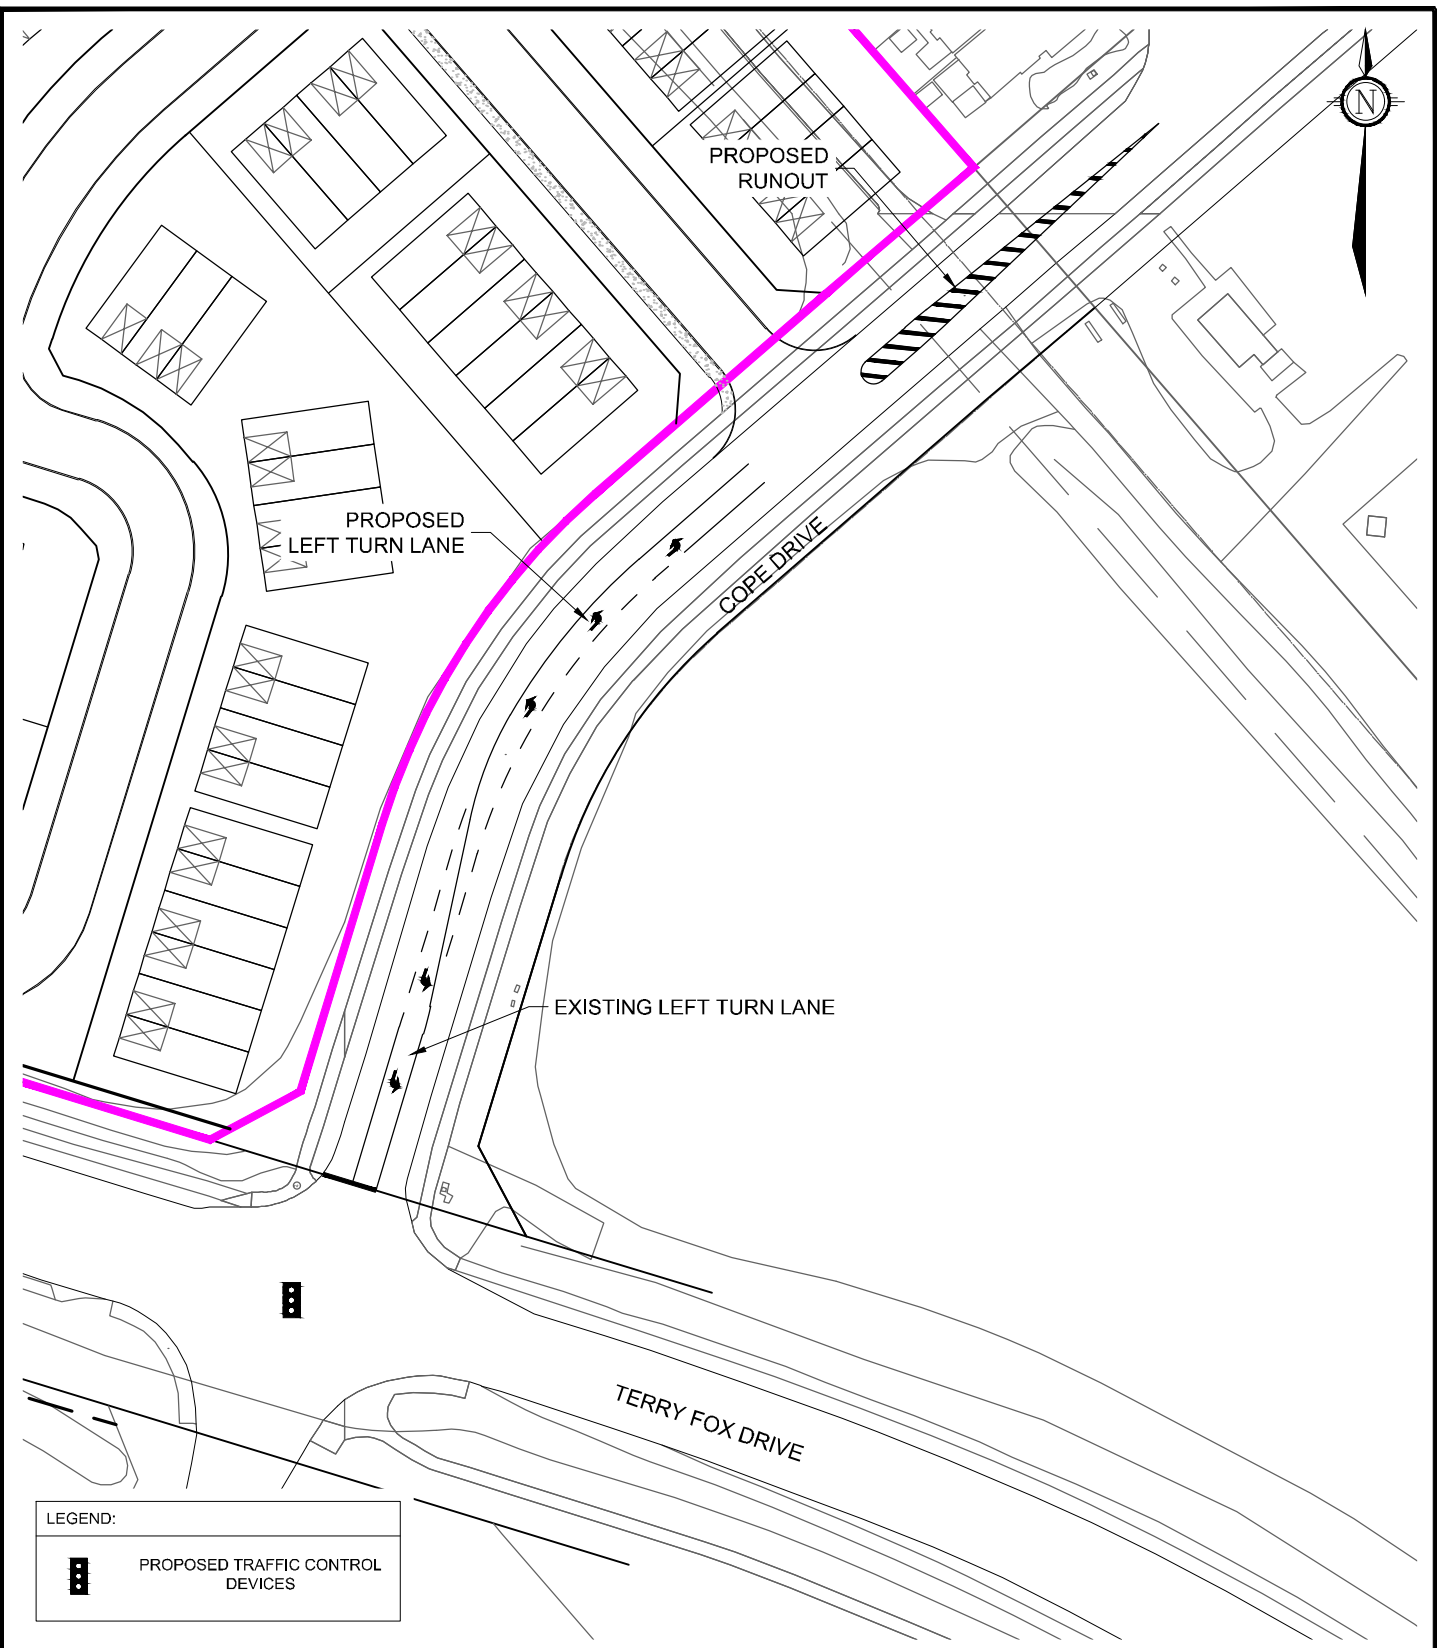 N
PROPOSED
RUNOUT
PROPOSED
LEFT TURN LANE
COPE DRIVE
EXISTING LEFT TURN LANE
TERRY FOX DRIVE
LEGEND:
PROPOSED TRAFFIC CONTROL
DEVICES